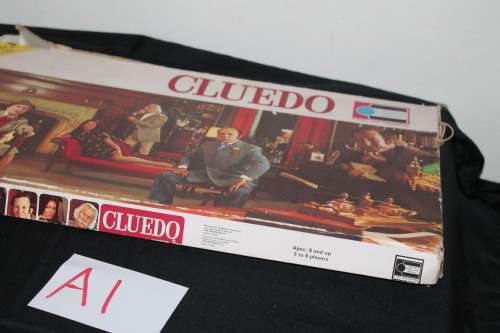 CLUEDO
CLUEDO
Ages: 8 and up
3 to 6 players
A1